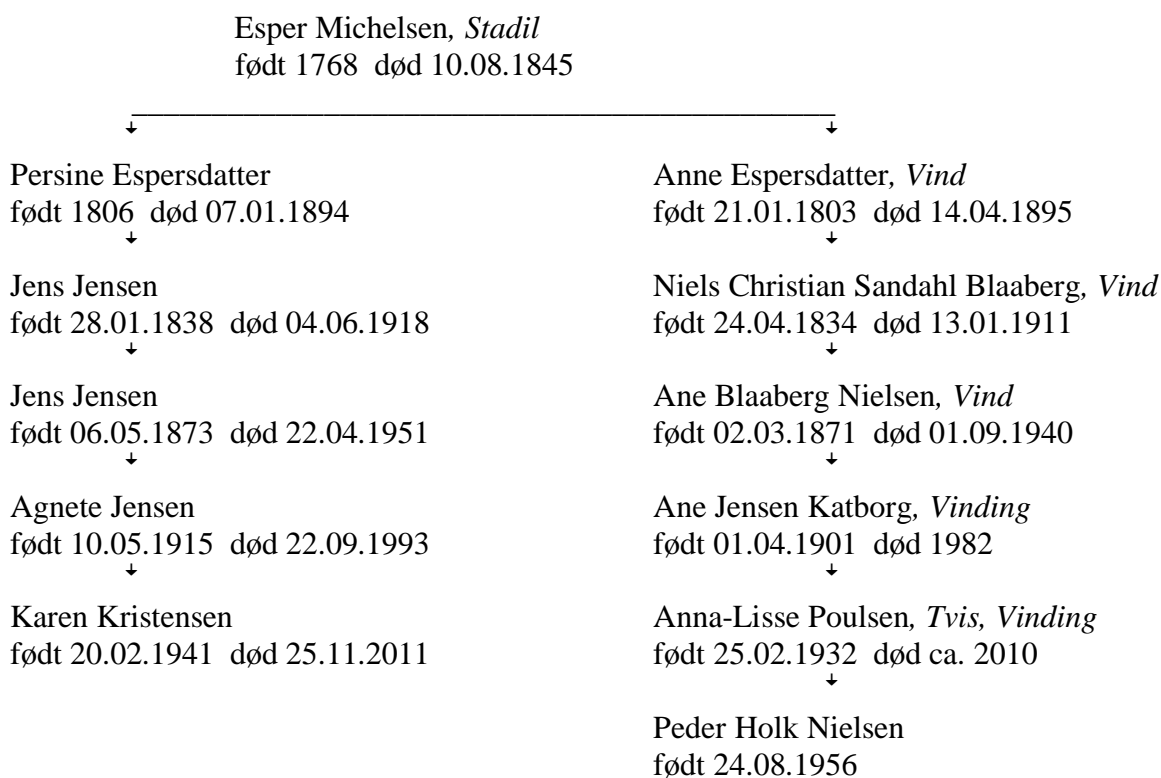 Esper Michelsen, Stadil
født 1768 død 10.08.1845
Persine Espersdatter
født 1806 død 07.01.1894
Anne Espersdatter, Vind
født 21.01.1803 død 14.04.1895
Jens Jensen
født 28.01.1838 død 04.06.1918
Niels Christian Sandahl Blaaberg, Vind
født 24.04.1834 død 13.01.1911
Jens Jensen
født 06.05.1873 død 22.04.1951
Ane Blaaberg Nielsen, Vind
født 02.03.1871 død 01.09.1940
Agnete Jensen
født 10.05.1915 død 22.09.1993
Ane Jensen Katborg, Vinding
født 01.04.1901 død 1982
Karen Kristensen
født 20.02.1941 død 25.11.2011
Anna-Lisse Poulsen, Tvis, Vinding
født 25.02.1932 død ca. 2010
Peder Holk Nielsen
født 24.08.1956